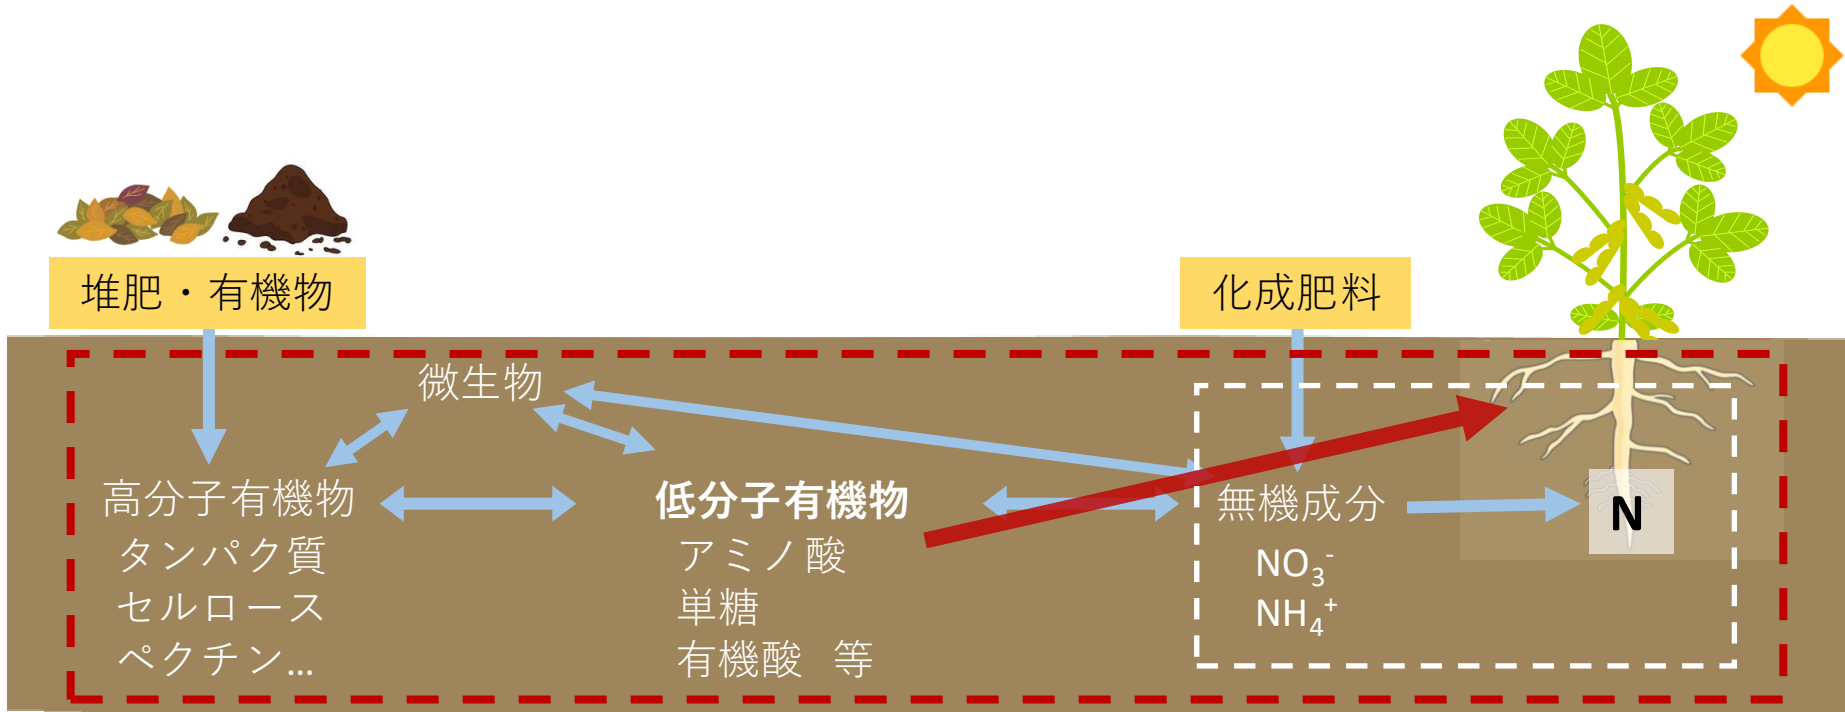 堆肥・有機物
化成肥料
微生物
高分子有機物
タンパク質
セルロース
ペクチン…
低分子有機物
アミノ酸
単糖
有機酸　等
無機成分
NO₃⁻
NH₄⁺
N